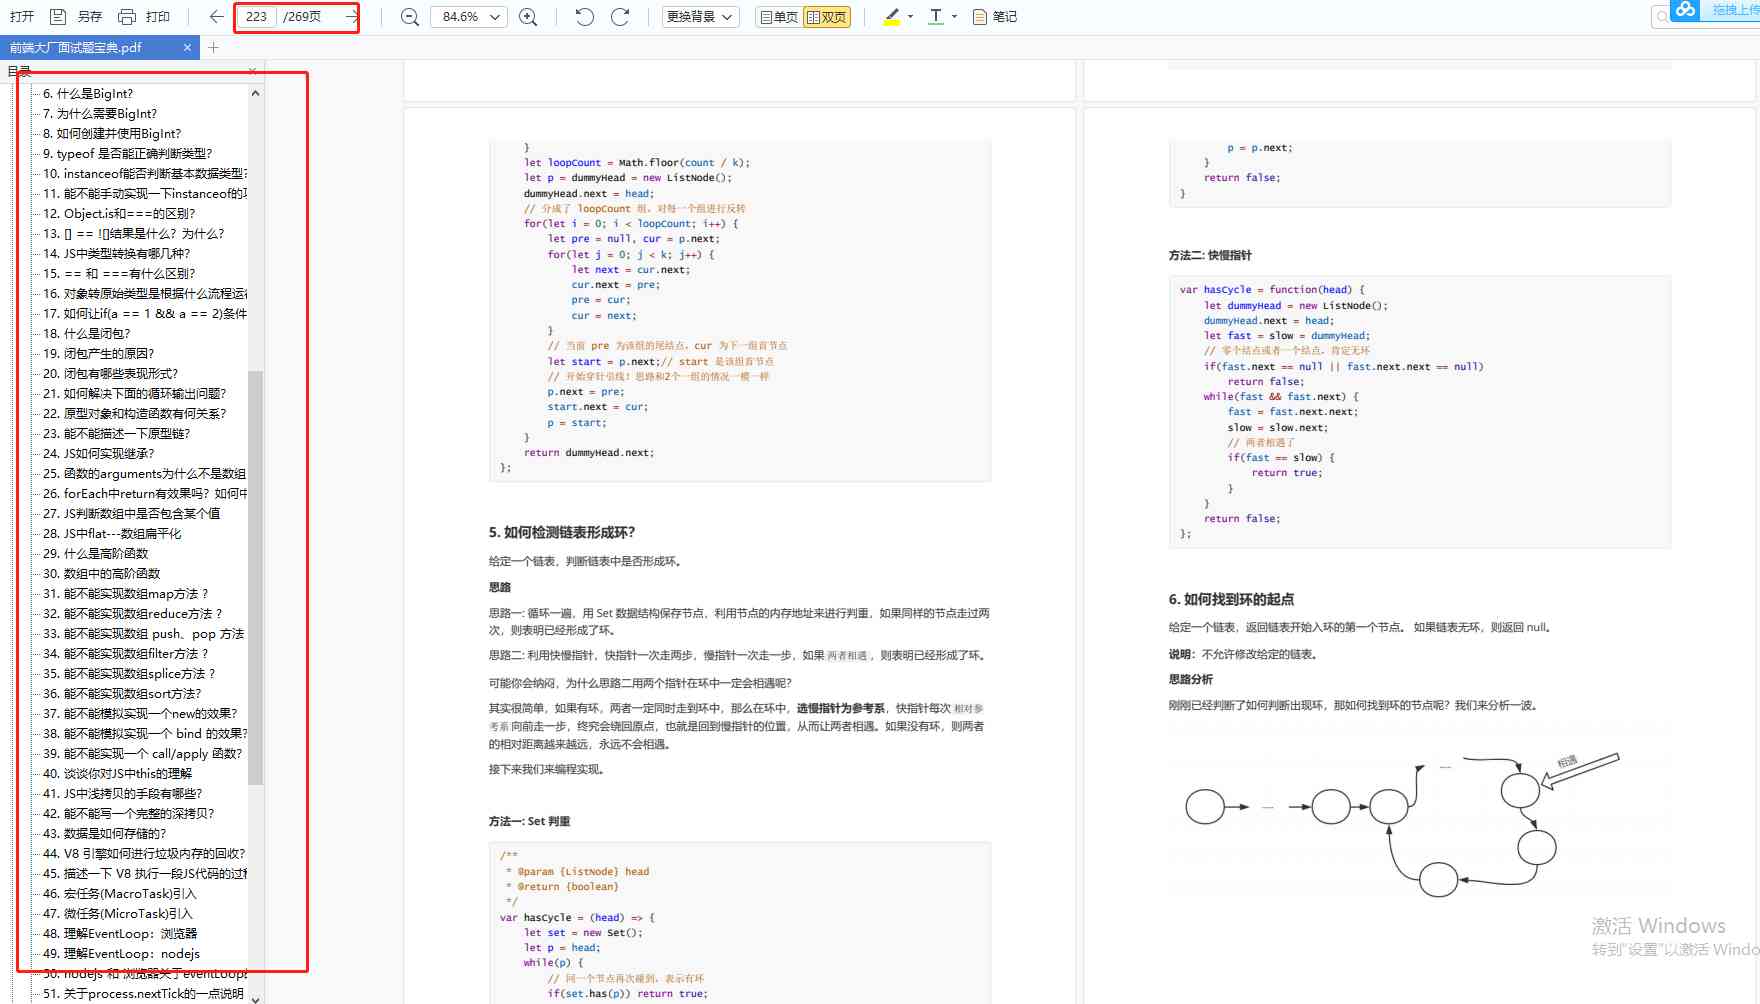 打开 另存 打印 223 /269页 84.6% 更换背景 单页 双页 T 笔记 拖拽上传
前端大厂面试题宝典.pdf × +
目录
6. 什么是BigInt?
7. 为什么需要BigInt?
8. 如何创建并使用BigInt?
9. typeof 是否能正确判断类型?
10. instanceof能否判断基本数据类型?
11. 能不能手动实现一下instanceof的
12. Object.is和===的区别?
13. [] == ![]结果是什么? 为什么?
14. JS中类型转换有哪几种?
15. == 和 ===有什么区别?
16. 对象转原始类型是根据什么流程运
17. 如何让if(a == 1 && a == 2)条件
18. 什么是闭包?
19. 闭包产生的原因?
20. 闭包有哪些表现形式?
21. 如何解决下面的循环输出问题?
22. 原型对象和构造函数有何关系?
23. 能不能描述一下原型链?
24. JS如何实现继承?
25. 函数的arguments为什么不是数组
26. forEach中return有效果吗? 如何中
27. JS判断数组中是否包含某个值
28. JS中flat---数组扁平化
29. 什么是高阶函数
30. 数组中的高阶函数
31. 能不能实现数组map方法 ?
32. 能不能实现数组reduce方法 ?
33. 能不能实现数组 push、pop 方法
34. 能不能实现数组filter方法 ?
35. 能不能实现数组splice方法 ?
36. 能不能实现数组sort方法?
37. 能不能模拟实现一个new的效果?
38. 能不能模拟实现一个 bind 的效果?
39. 能不能实现一个 call/apply 函数?
40. 谈谈你对JS中this的理解
41. JS中浅拷贝的手段有哪些?
42. 能不能写一个完整的深拷贝?
43. 数据是如何存储的?
44. V8 引擎如何进行垃圾内存的回收?
45. 描述一下 V8 执行一段JS代码的过
46. 宏任务(MacroTask)引入
47. 微任务(MicroTask)引入
48. 理解EventLoop：浏览器
49. 理解EventLoop：nodejs
50. nodejs 和 浏览器关于eventLoop
51. 关于process.nextTick的一点说明
}
let loopCount = Math.floor(count / k);
let p = dummyHead = new ListNode();
dummyHead.next = head;
// 分成了 loopCount 组，对每一个组进行反转
for(let i = 0; i < loopCount; i++) {
let pre = null, cur = p.next;
for(let j = 0; j < k; j++) {
let next = cur.next;
cur.next = pre;
pre = cur;
cur = next;
}
// 当前 pre 为该组的尾结点，cur 为下一组首节点
let start = p.next;// start 是该组首节点
// 开始穿针引线！思路和2个一组的情况一模一样
p.next = pre;
start.next = cur;
p = start;
}
return dummyHead.next;
};
5. 如何检测链表形成环?
给定一个链表，判断链表中是否形成环。
思路
思路一: 循环一遍，用 Set 数据结构保存节点，利用节点的内存地址来进行判重，如果同样的节点走过两
次，则表明已经形成了环。
思路二: 利用快慢指针，快指针一次走两步，慢指针一次走一步，如果 两者相遇 ，则表明已经形成了环。
可能你会纳闷，为什么思路二用两个指针在环中一定会相遇呢?
其实很简单，如果有环，两者一定同时走到环中，那么在环中，选慢指针为参考系，快指针每次 相对参
考系 向前走一步，终究会绕回原点，也就是回到慢指针的位置，从而让两者相遇。如果没有环，则两者
的相对距离越来越远，永远不会相遇。
接下来我们来编程实现。
方法一: Set 判重
/**
* @param {ListNode} head
* @return {boolean}
*/
var hasCycle = (head) => {
let set = new Set();
let p = head;
while(p) {
// 同一个节点再次碰到，表示有环
if(set.has(p)) return true;
p = p.next;
}
return false;
}
方法二: 快慢指针
var hasCycle = function(head) {
let dummyHead = new ListNode();
dummyHead.next = head;
let fast = slow = dummyHead;
// 零个结点或者一个结点，肯定无环
if(fast.next == null || fast.next.next == null)
return false;
while(fast && fast.next) {
fast = fast.next.next;
slow = slow.next;
// 两者相遇了
if(fast == slow) {
return true;
}
}
return false;
};
6. 如何找到环的起点
给定一个链表，返回链表开始入环的第一个节点。 如果链表无环，则返回 null。
说明：不允许修改给定的链表。
思路分析
刚刚已经判断了如何判断出现环，那如何找到环的节点呢？我们来分析一波。
相遇
激活 Windows
转到"设置"以激活 Windo